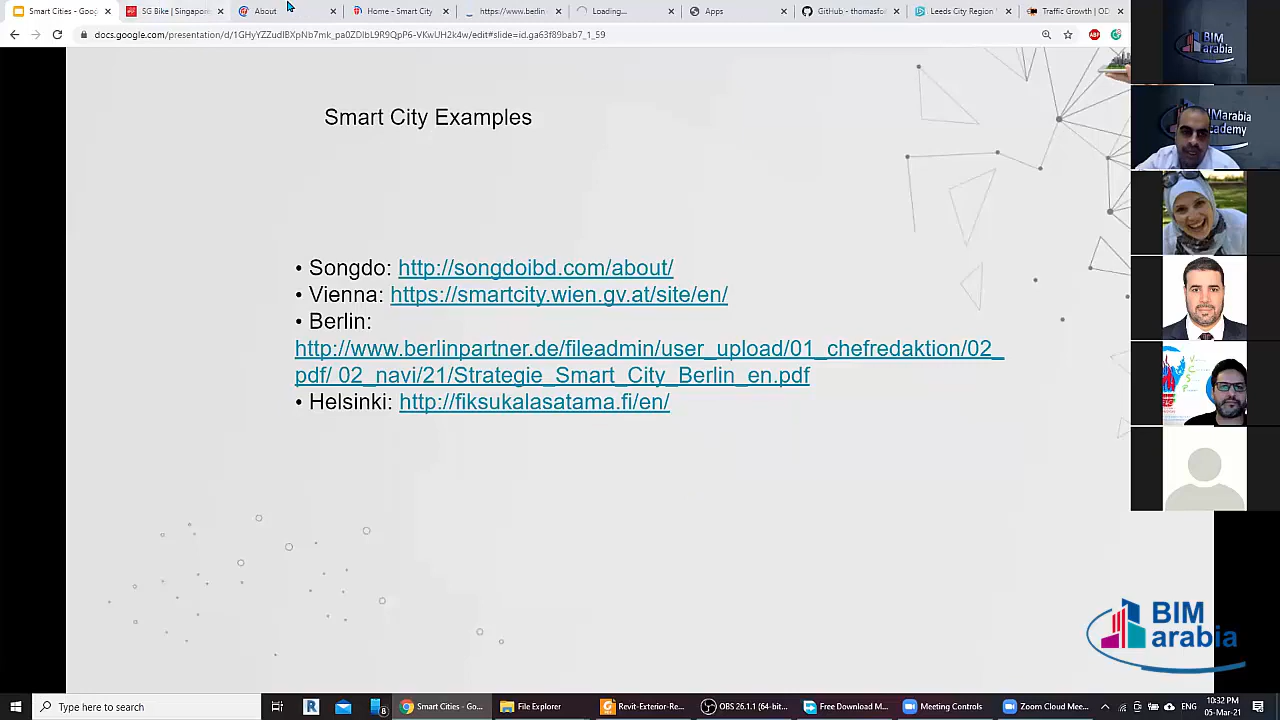 Smart Cities - Goo
SG Bike | Singapore
About
Home - Smart City
https://www.berlin
Loading...
Apps
GitHub - thomasfol
Leeds City Region
Traffic Growth | OD
docs.google.com/presentation/d/1GHyYZZudIBXpNb7mk_pa0ZDIbL9R9QpP6-VKwUH2k4w/edit#slide=id.ga63f89bab7_1_59
BIM
arabia
BIMarabia
Academy
Smart City Examples
• Songdo: http://songdoibd.com/about/
• Vienna: https://smartcity.wien.gv.at/site/en/
• Berlin:
http://www.berlinpartner.de/fileadmin/user_upload/01_chefredaktion/02_
pdf/ 02_navi/21/Strategie_Smart_City_Berlin_en.pdf
• Helsinki: http://fiksukalasatama.fi/en/
BIM
arabia
Type here to search
Smart Cities - Go...
File Explorer
Revit-Exterior-Re...
OBS 26.1.1 (64-bit...
Free Download M...
Meeting Controls
Zoom Cloud Mee...
10:32 PM
05-Mar-21